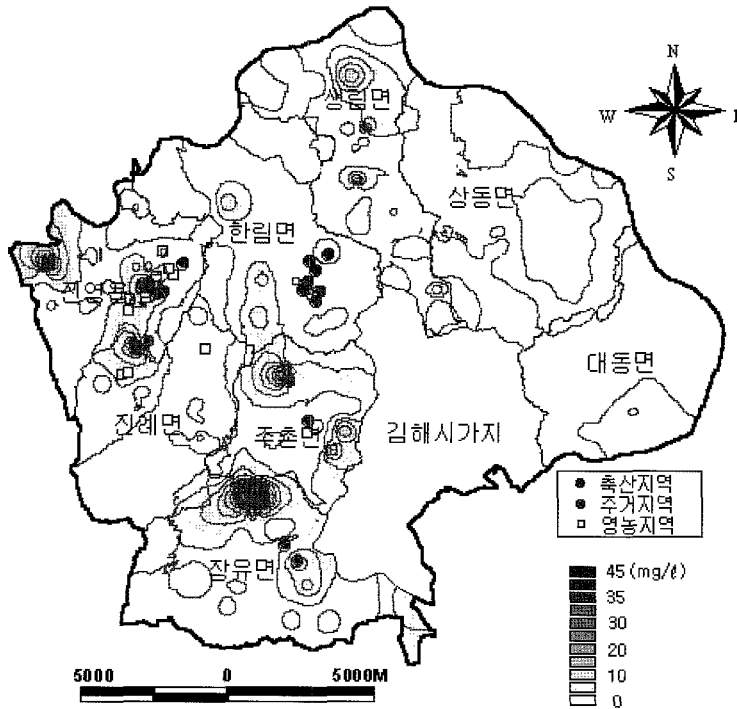 N
W
E
S
생림면
상동면
한림면
진영읍
대동면
진례면
주촌면
김해시가지
장유면
축산지역
주거지역
영농지역
45 (mg/ℓ)
35
30
20
10
0
5000 0 5000M